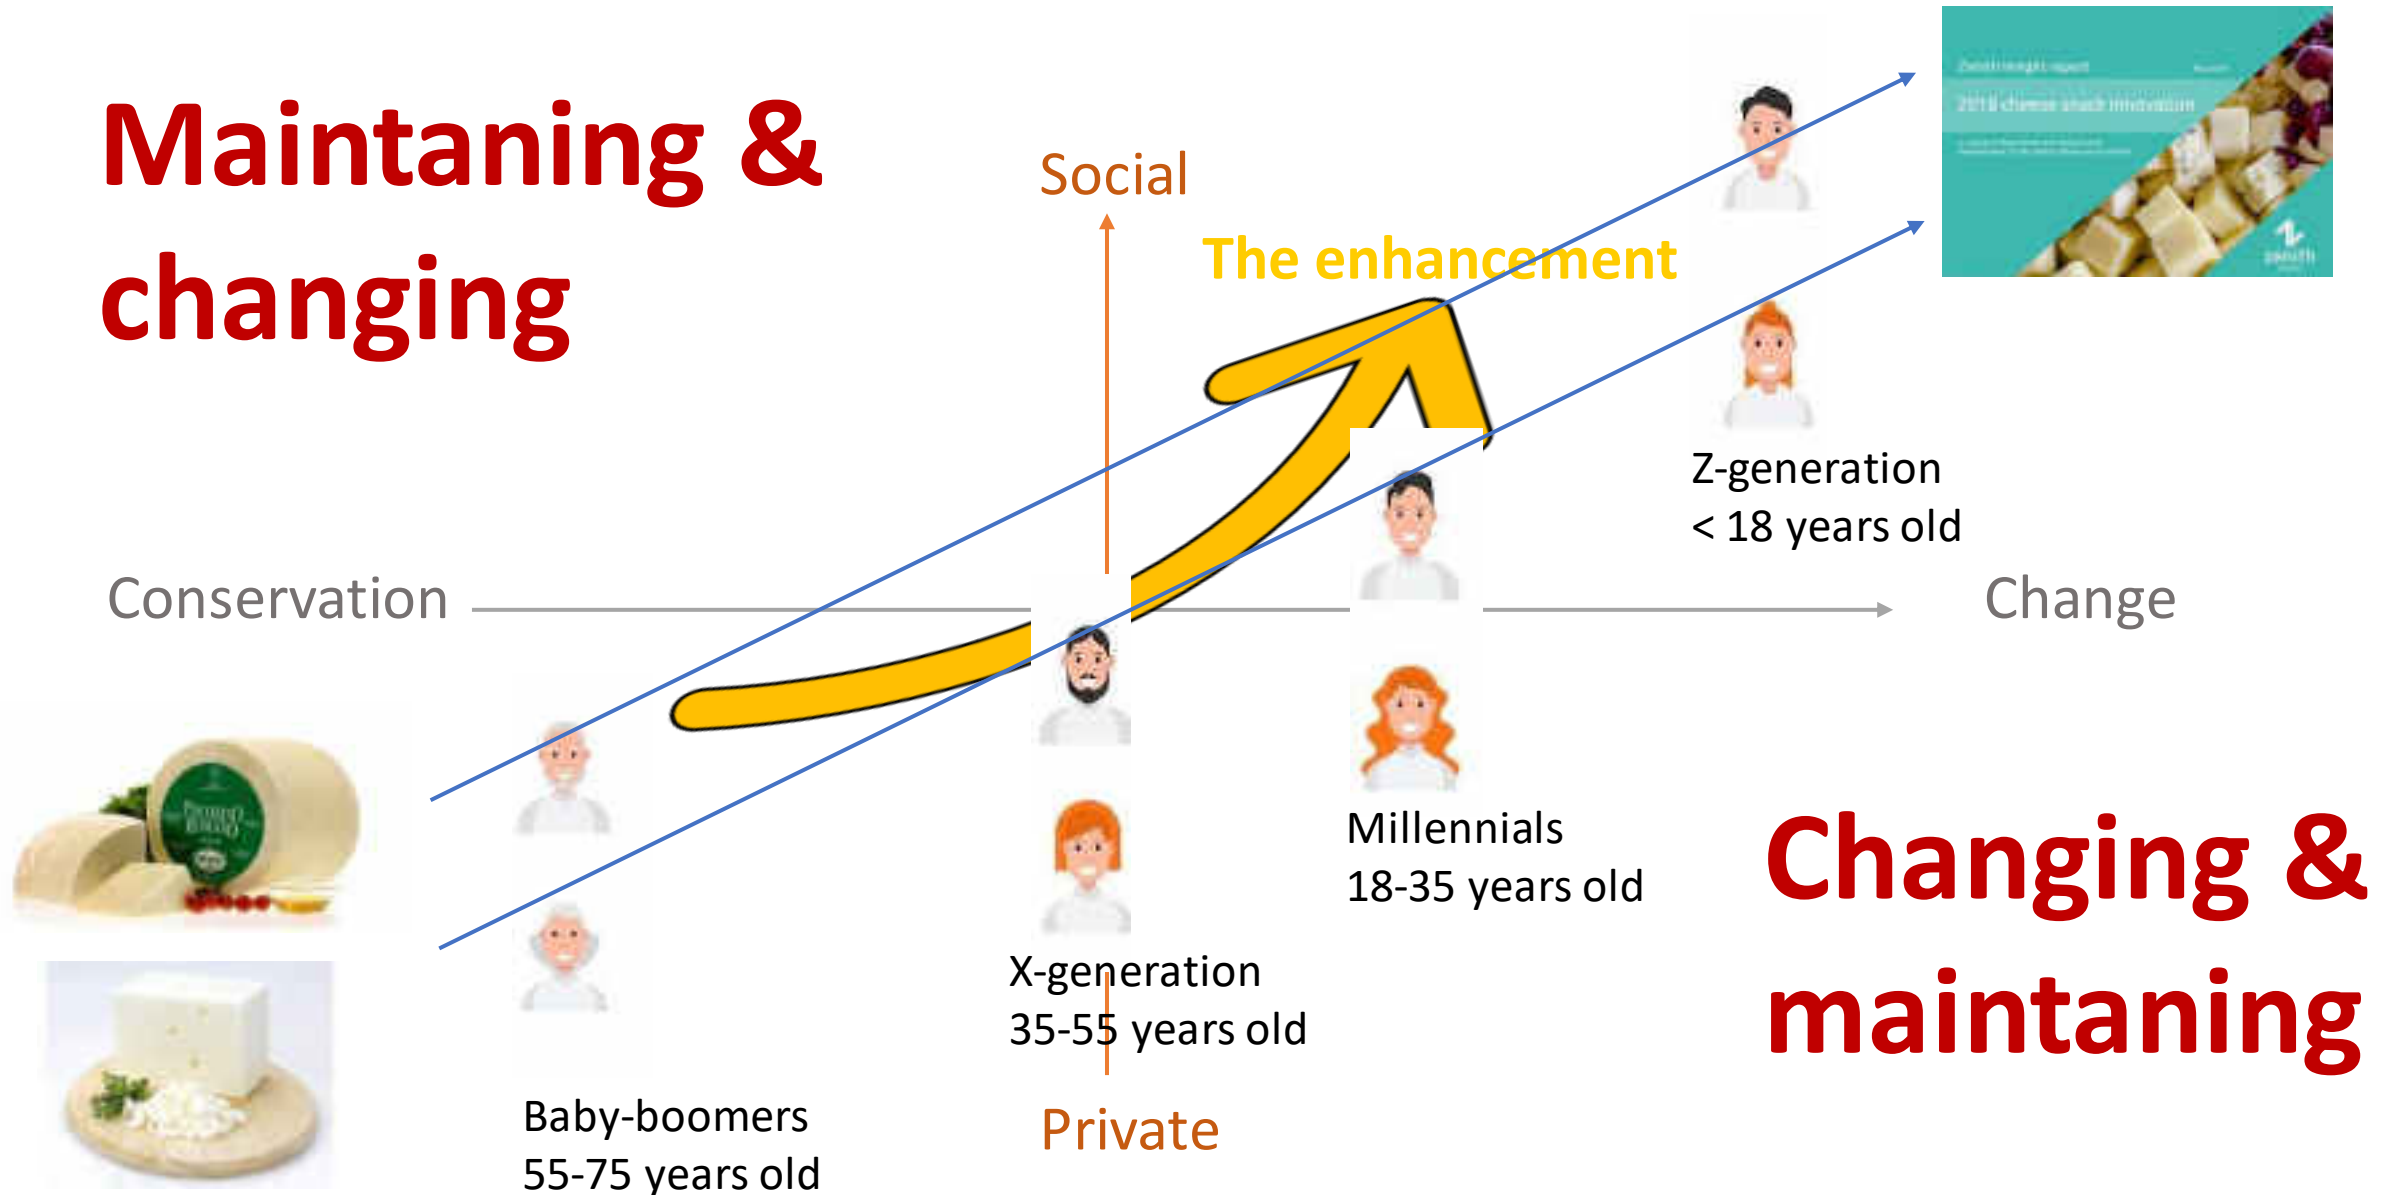 Maintaning &
changing
Social
The enhancement
2018 cheese snack innovation
zenith
Z-generation
< 18 years old
Conservation
Change
Millennials
18-35 years old
Changing &
maintaning
X-generation
35-55 years old
Private
Baby-boomers
55-75 years old